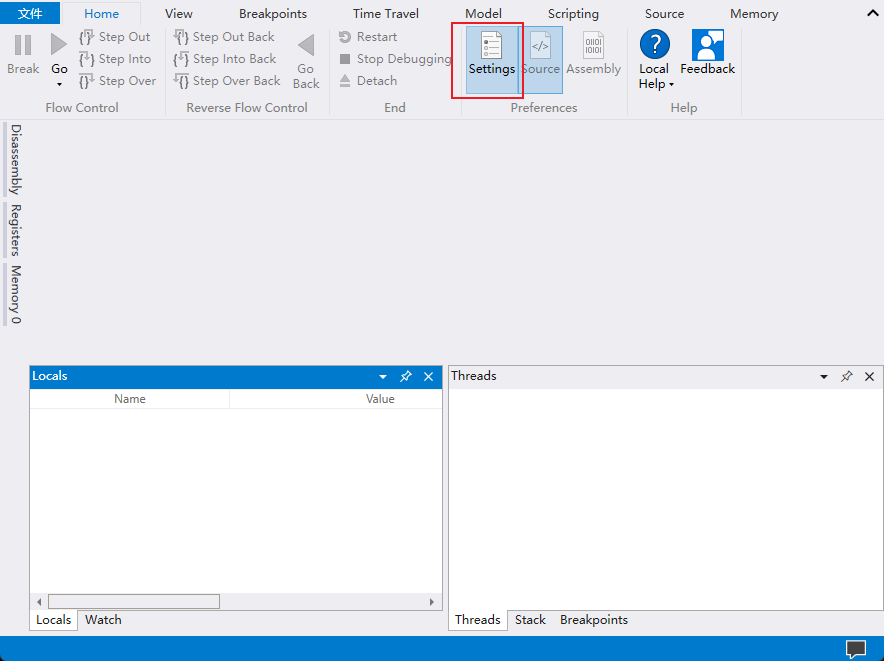 文件 Home View Breakpoints Time Travel Model Scripting Source Memory
Break
Go
Step Out
Step Into
Step Over
Flow Control
Step Out Back
Step Into Back
Step Over Back
Go Back
Reverse Flow Control
Restart
Stop Debugging
Detach
End
Settings
Source
Assembly
Preferences
Local Help
Feedback
Help
Disassembly
Registers
Memory 0
Locals
Name Value
Locals Watch
Threads
Threads Stack Breakpoints